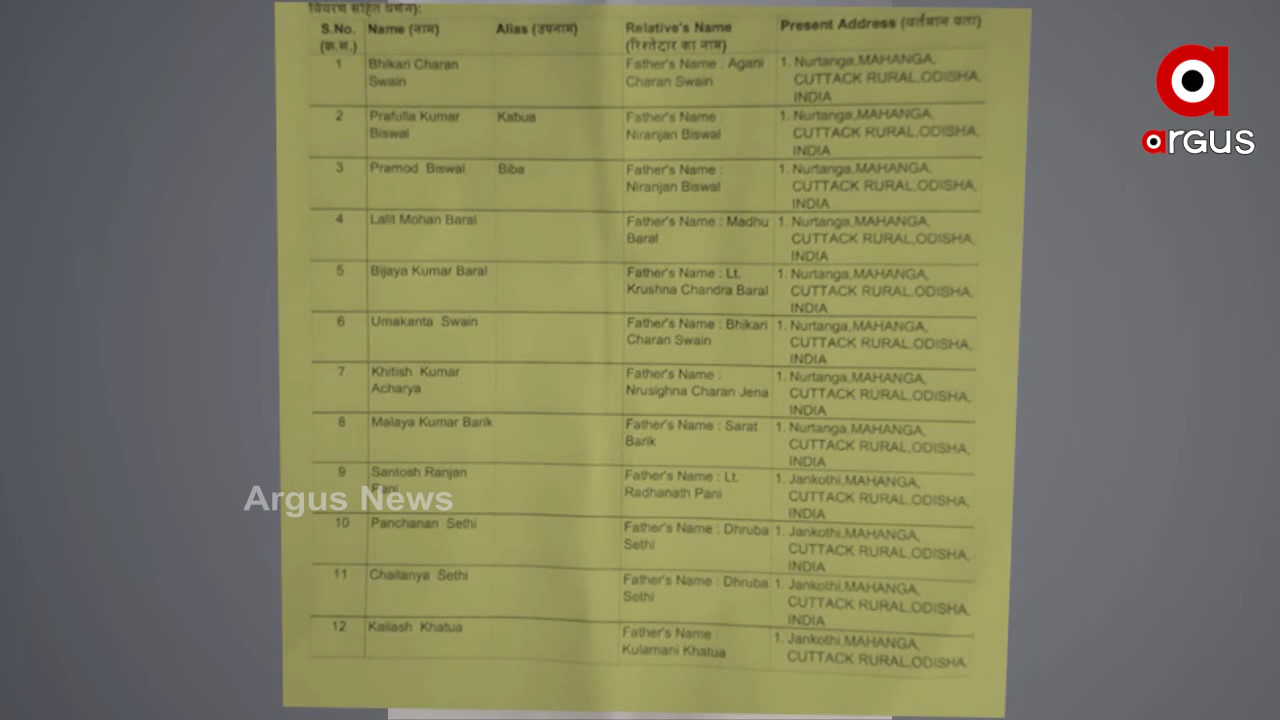 विवरण सहित वर्णन):
S.No. Name (नाम) Alias (उपनाम) Relative's Name Present Address (वर्तमान पता)
(क्र.सं.) (रिश्तेदार का नाम)
1 Bhikari Charan Father's Name : Agani 1. Nurtanga,MAHANGA,
Swain Charan Swain CUTTACK RURAL,ODISHA,
INDIA
2 Prafulla Kumar Kabua Father's Name : 1. Nurtanga,MAHANGA,
Biswal Niranjan Biswal CUTTACK RURAL,ODISHA,
INDIA
3 Pramod Biswal Biba Father's Name : 1. Nurtanga,MAHANGA,
Niranjan Biswal CUTTACK RURAL,ODISHA,
INDIA
4 Lalit Mohan Baral Father's Name : Madhu 1. Nurtanga,MAHANGA,
Baral CUTTACK RURAL,ODISHA,
INDIA
5 Bijaya Kumar Baral Father's Name : Lt. 1. Nurtanga,MAHANGA,
Krushna Chandra Baral CUTTACK RURAL,ODISHA,
INDIA
6 Umakanta Swain Father's Name : Bhikari 1. Nurtanga,MAHANGA,
Charan Swain CUTTACK RURAL,ODISHA,
INDIA
7 Khitish Kumar Father's Name : 1. Nurtanga,MAHANGA,
Acharya Nrusighna Charan Jena CUTTACK RURAL,ODISHA,
INDIA
8 Malaya Kumar Barik Father's Name : Sarat 1. Nurtanga,MAHANGA,
Barik CUTTACK RURAL,ODISHA,
INDIA
9 Santosh Ranjan Father's Name : Lt. 1. Jankothi,MAHANGA,
Pani Radhanath Pani CUTTACK RURAL,ODISHA,
INDIA
10 Panchanan Sethi Father's Name : Dhruba 1. Jankothi,MAHANGA,
Sethi CUTTACK RURAL,ODISHA,
INDIA
11 Chaitanya Sethi Father's Name : Dhruba 1. Jankothi,MAHANGA,
Sethi CUTTACK RURAL,ODISHA,
INDIA
12 Kailash Khatua Father's Name : 1. Jankothi,MAHANGA,
Kulamani Khatua CUTTACK RURAL,ODISHA,
argus
Argus News